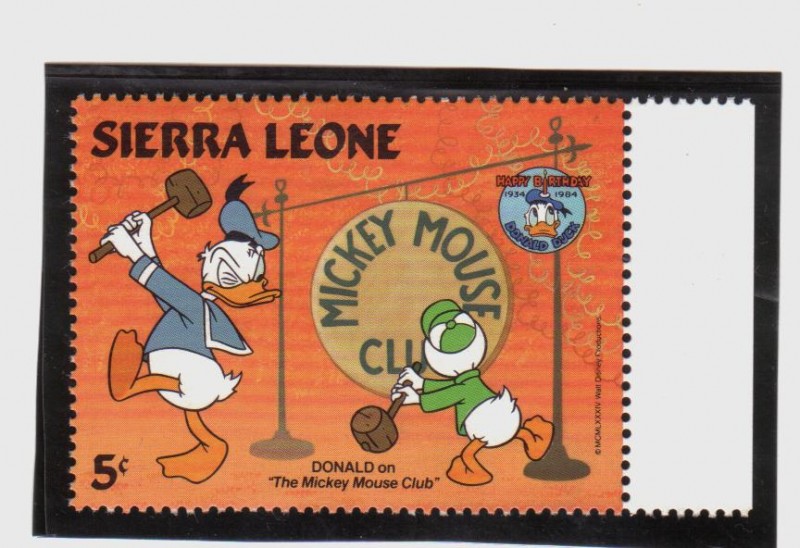 SIERRA LEONE
HAPPY BIRTHDAY
1934 1984
DONALD DUCK
MICKEY MOUSE
CLU
5¢
DONALD on
"The Mickey Mouse Club"
© MCMLXXXIV Walt Disney Productions